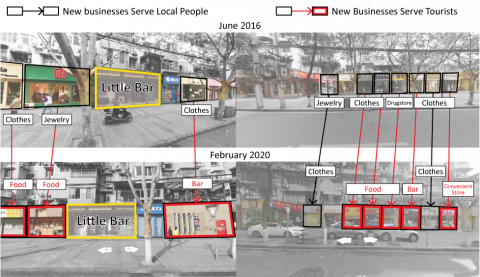 New businesses Serve Local People
New Businesses Serve Tourists
June 2016
Little Bar
Clothes
Jewelry
Clothes
Jewelry
Clothes
Drugstore
Clothes
February 2020
Food
Food
Bar
Little Bar
Clothes
Food
Bar
Clothes
Convenient
Store